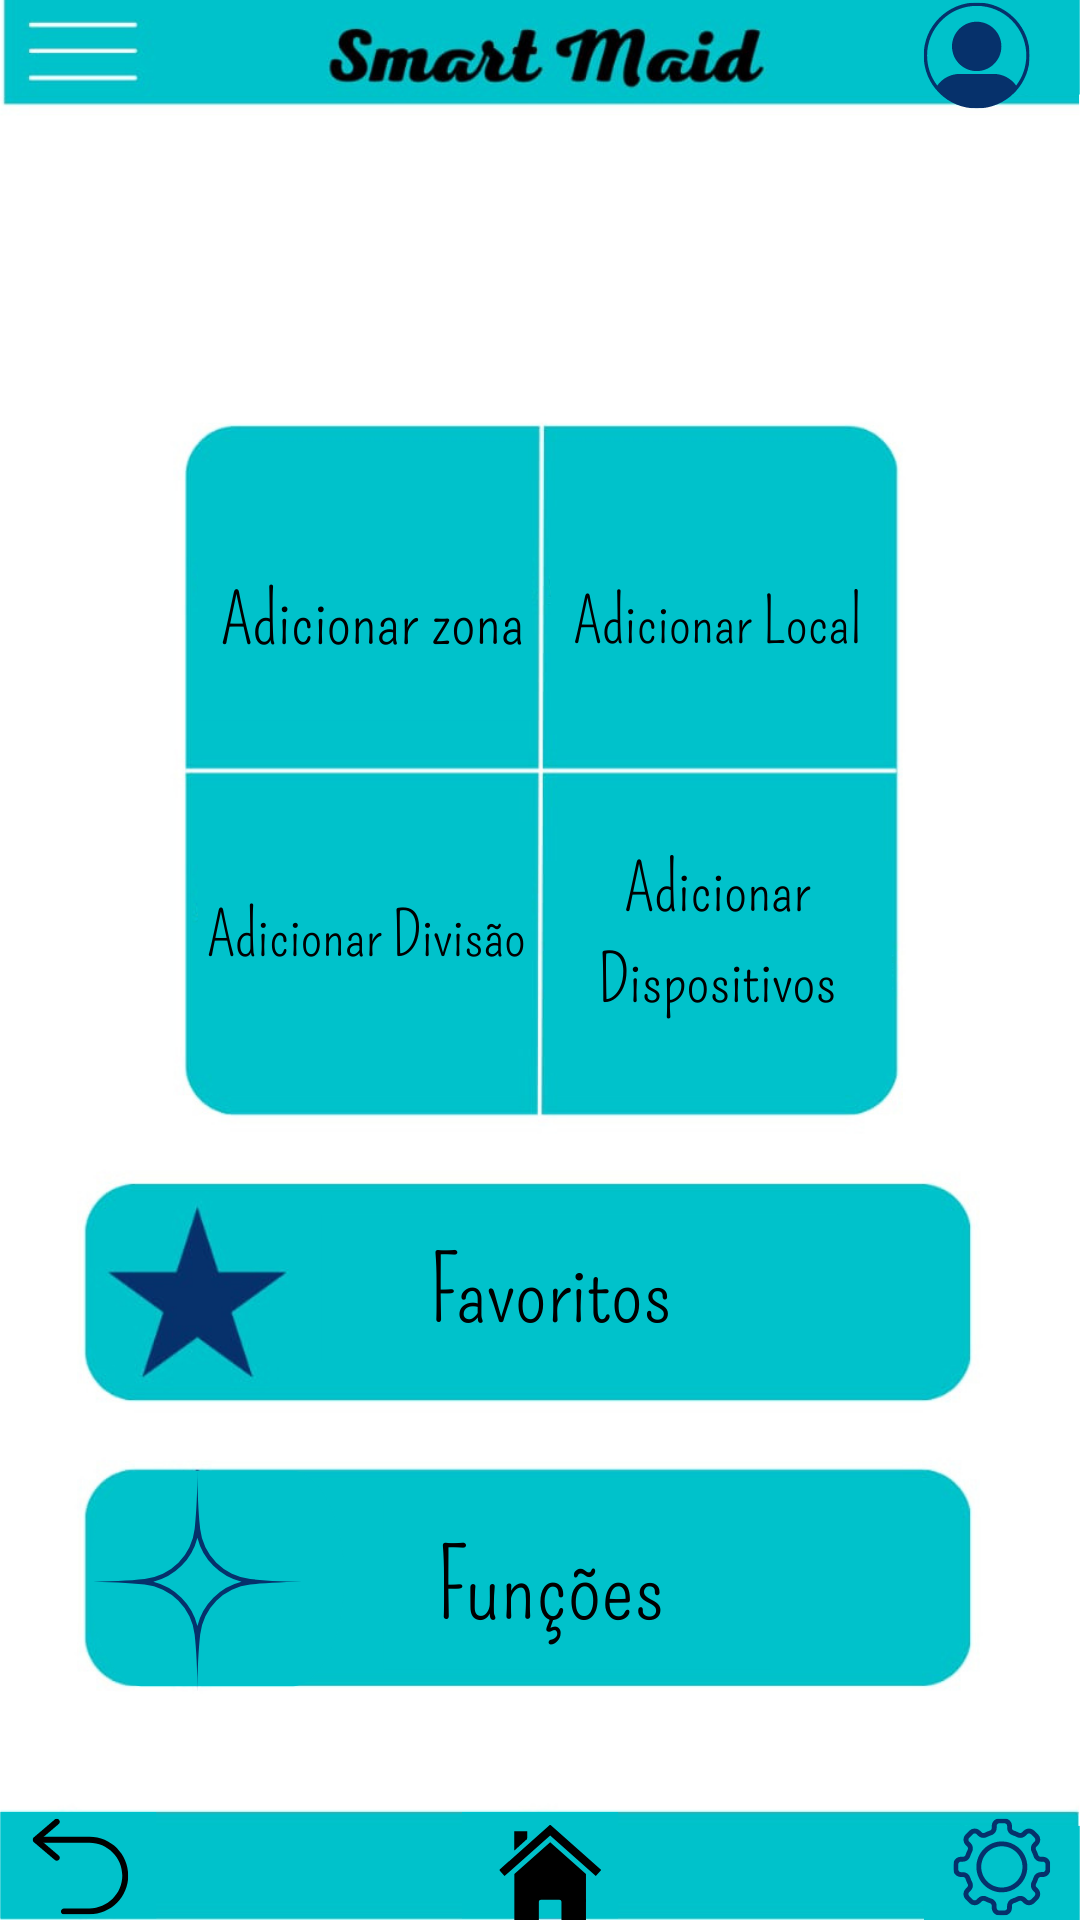 Smart Maid
Adicionar zona
Adicionar Local
Adicionar Divisão
Adicionar
Dispositivos
Favoritos
Funções